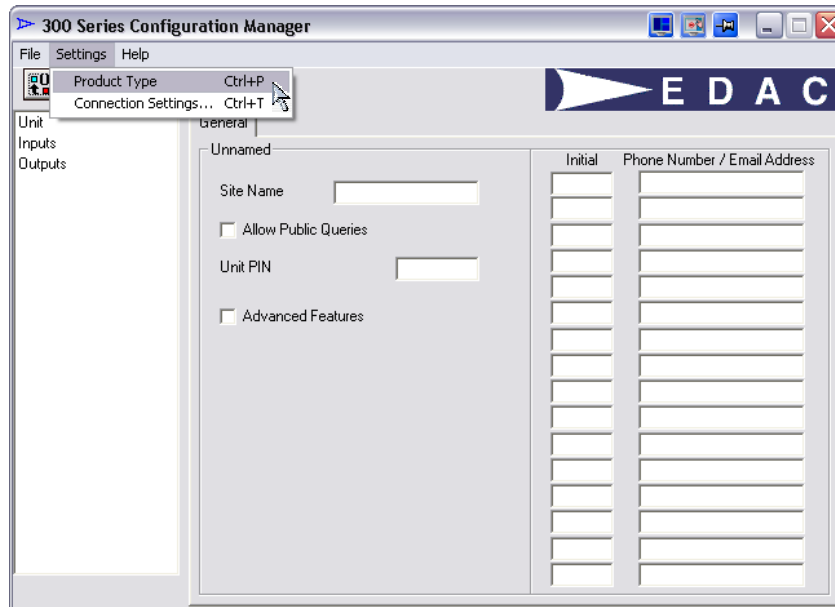 300 Series Configuration Manager
File Settings Help
Product Type Ctrl+P
Connection Settings... Ctrl+T
EDAC
Unit
Inputs
Outputs
General
Unnamed
Site Name
Allow Public Queries
Unit PIN
Advanced Features
Initial Phone Number / Email Address